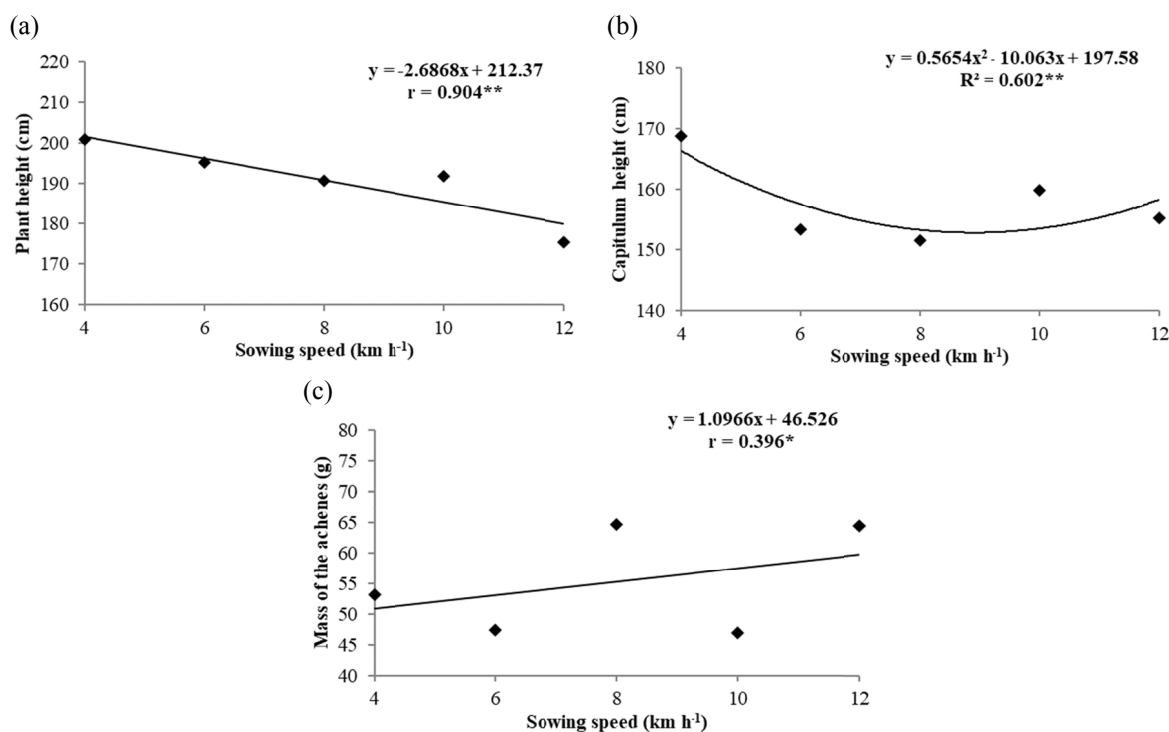 (a)
y = -2.6868x + 212.37
r = 0.904**
220
210
200
190
180
170
160
Plant height (cm)
4 6 8 10 12
Sowing speed (km h⁻¹)
(b)
y = 0.5654x² - 10.063x + 197.58
R² = 0.602**
180
170
160
150
140
Capitulum height (cm)
4 6 8 10 12
Sowing speed (km h⁻¹)
(c)
y = 1.0966x + 46.526
r = 0.396*
80
75
70
65
60
55
50
45
40
Mass of the achenes (g)
4 6 8 10 12
Sowing speed (km h⁻¹)